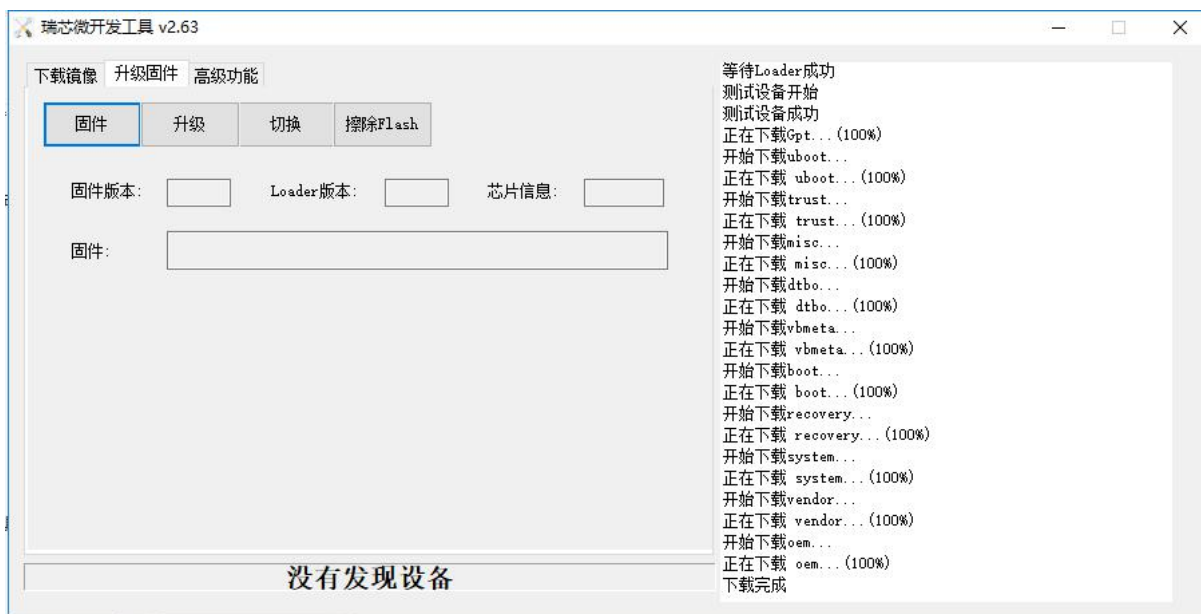 瑞芯微开发工具 v2.63
下载镜像 升级固件 高级功能
固件 升级 切换 擦除Flash
固件版本: Loader版本: 芯片信息:
固件:
没有发现设备
等待Loader成功
测试设备开始
测试设备成功
正在下载Gpt...(100%)
开始下载uboot...
正在下载 uboot...(100%)
开始下载trust...
正在下载 trust...(100%)
开始下载misc...
正在下载 misc...(100%)
开始下载dtbo...
正在下载 dtbo...(100%)
开始下载vbmeta...
正在下载 vbmeta...(100%)
开始下载boot...
正在下载 boot...(100%)
开始下载recovery...
正在下载 recovery...(100%)
开始下载system...
正在下载 system...(100%)
开始下载vendor...
正在下载 vendor...(100%)
开始下载oem...
正在下载 oem...(100%)
下载完成